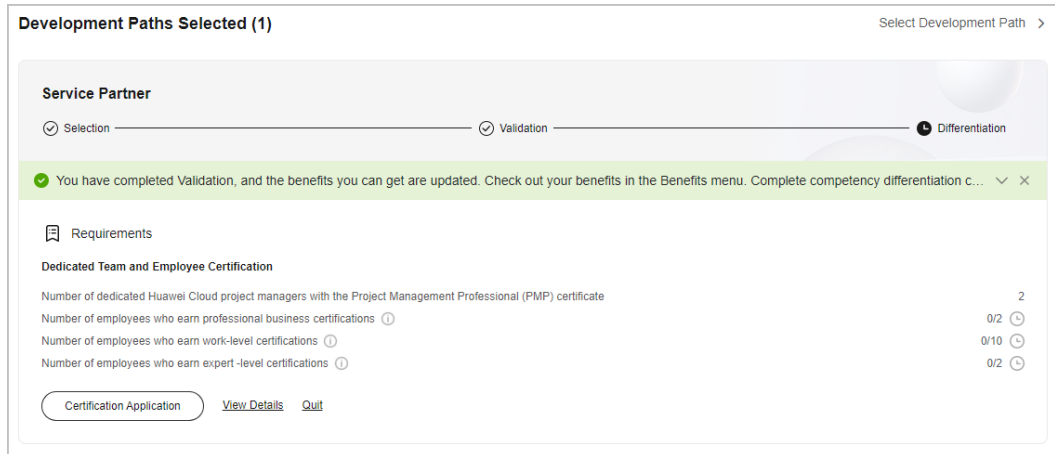 Development Paths Selected (1)
Select Development Path
Service Partner
Selection
Validation
Differentiation
You have completed Validation, and the benefits you can get are updated. Check out your benefits in the Benefits menu. Complete competency differentiation c...
Requirements
Dedicated Team and Employee Certification
Number of dedicated Huawei Cloud project managers with the Project Management Professional (PMP) certificate 2
Number of employees who earn professional business certifications 0/2
Number of employees who earn work-level certifications 0/10
Number of employees who earn expert -level certifications 0/2
Certification Application View Details Quit